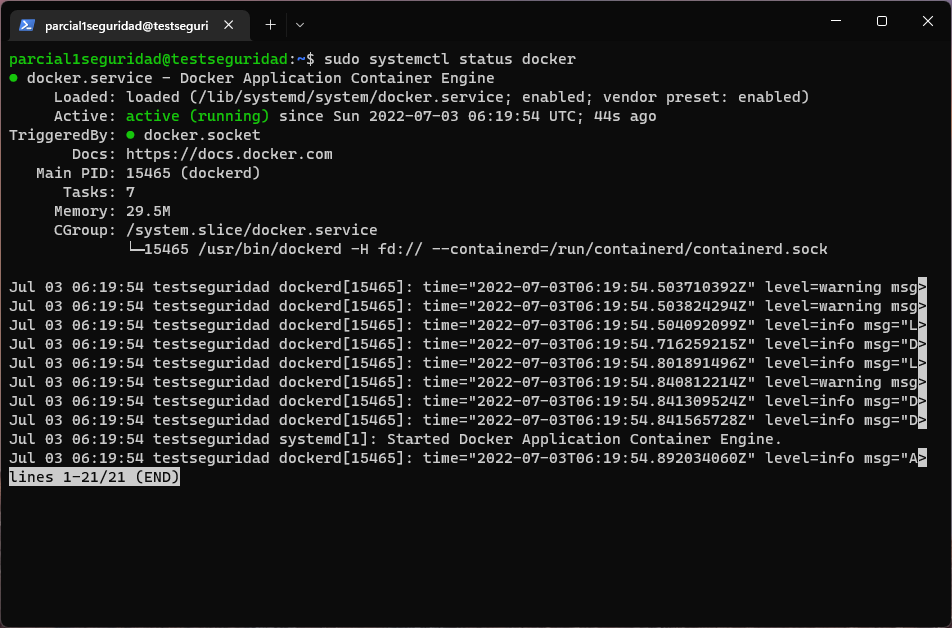 parcial1seguridad@testseguri
parcial1seguridad@testseguridad:~$ sudo systemctl status docker
● docker.service - Docker Application Container Engine
Loaded: loaded (/lib/systemd/system/docker.service; enabled; vendor preset: enabled)
Active: active (running) since Sun 2022-07-03 06:19:54 UTC; 44s ago
TriggeredBy: ● docker.socket
Docs: https://docs.docker.com
Main PID: 15465 (dockerd)
Tasks: 7
Memory: 29.5M
CGroup: /system.slice/docker.service
└─15465 /usr/bin/dockerd -H fd:// --containerd=/run/containerd/containerd.sock
Jul 03 06:19:54 testseguridad dockerd[15465]: time="2022-07-03T06:19:54.503710392Z" level=warning msg>
Jul 03 06:19:54 testseguridad dockerd[15465]: time="2022-07-03T06:19:54.503824294Z" level=warning msg>
Jul 03 06:19:54 testseguridad dockerd[15465]: time="2022-07-03T06:19:54.504092099Z" level=info msg="L>
Jul 03 06:19:54 testseguridad dockerd[15465]: time="2022-07-03T06:19:54.716259215Z" level=info msg="D>
Jul 03 06:19:54 testseguridad dockerd[15465]: time="2022-07-03T06:19:54.801891496Z" level=info msg="L>
Jul 03 06:19:54 testseguridad dockerd[15465]: time="2022-07-03T06:19:54.840812214Z" level=warning msg>
Jul 03 06:19:54 testseguridad dockerd[15465]: time="2022-07-03T06:19:54.841309524Z" level=info msg="D>
Jul 03 06:19:54 testseguridad dockerd[15465]: time="2022-07-03T06:19:54.841565728Z" level=info msg="D>
Jul 03 06:19:54 testseguridad systemd[1]: Started Docker Application Container Engine.
Jul 03 06:19:54 testseguridad dockerd[15465]: time="2022-07-03T06:19:54.892034060Z" level=info msg="A>
lines 1-21/21 (END)